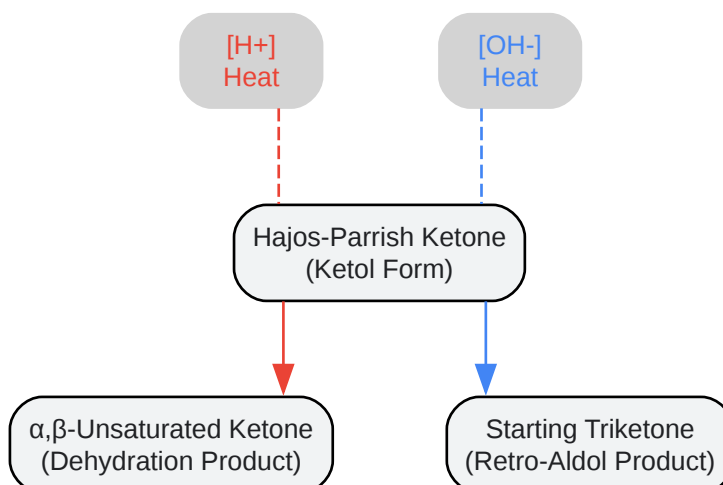 [H+]
Heat
[OH-]
Heat
Hajos-Parrish Ketone
(Ketol Form)
α,β-Unsaturated Ketone
(Dehydration Product)
Starting Triketone
(Retro-Aldol Product)